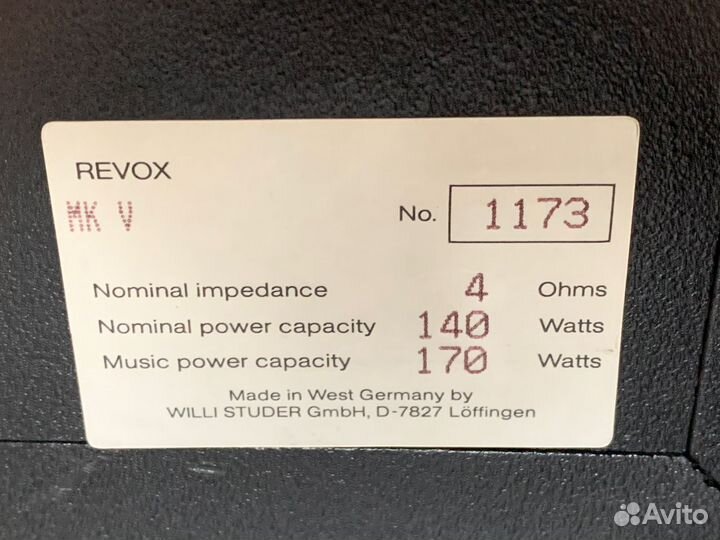 REVOX
MK V
No. 1173
Nominal impedance 4 Ohms
Nominal power capacity 140 Watts
Music power capacity 170 Watts
Made in West Germany by
WILLI STUDER GmbH, D-7827 Löffingen
Avito